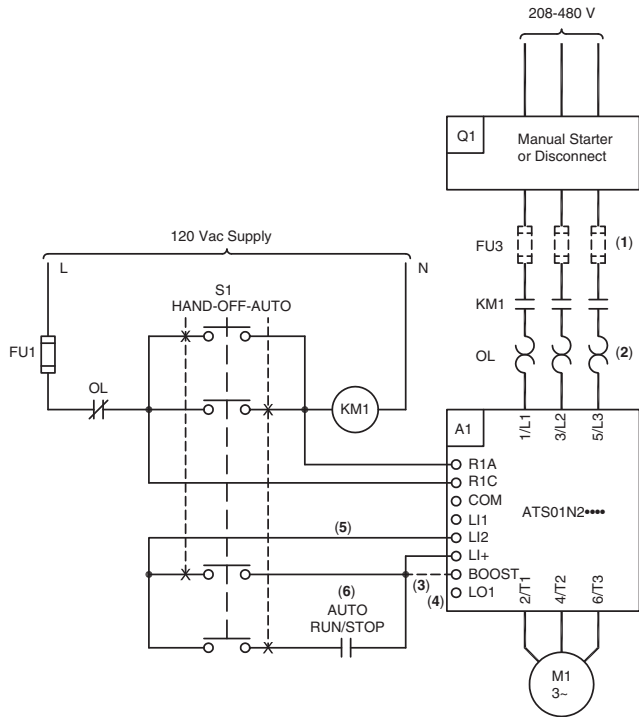 208-480 V
Q1
Manual Starter
or Disconnect
FU3
(1)
120 Vac Supply
L
N
S1
HAND-OFF-AUTO
KM1
FU1
OL
(2)
OL
KM1
A1
1/L1
3/L2
5/L3
R1A
R1C
COM
ATS01N2••••
LI1
(5)
LI2
LI+
(3)
BOOST
(4)
LO1
(6)
AUTO
RUN/STOP
2/T1
4/T2
6/T3
M1
3~